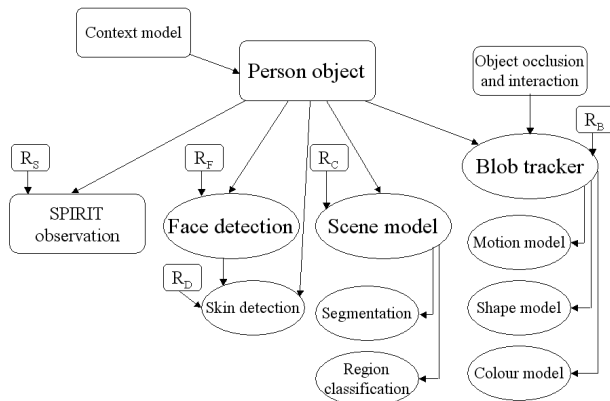 Context model
Person object
Object occlusion
and interaction
R_S
R_F
R_C
R_B
SPIRIT
observation
Face detection
Scene model
Blob tracker
R_D
Skin detection
Segmentation
Region
classification
Motion model
Shape model
Colour model